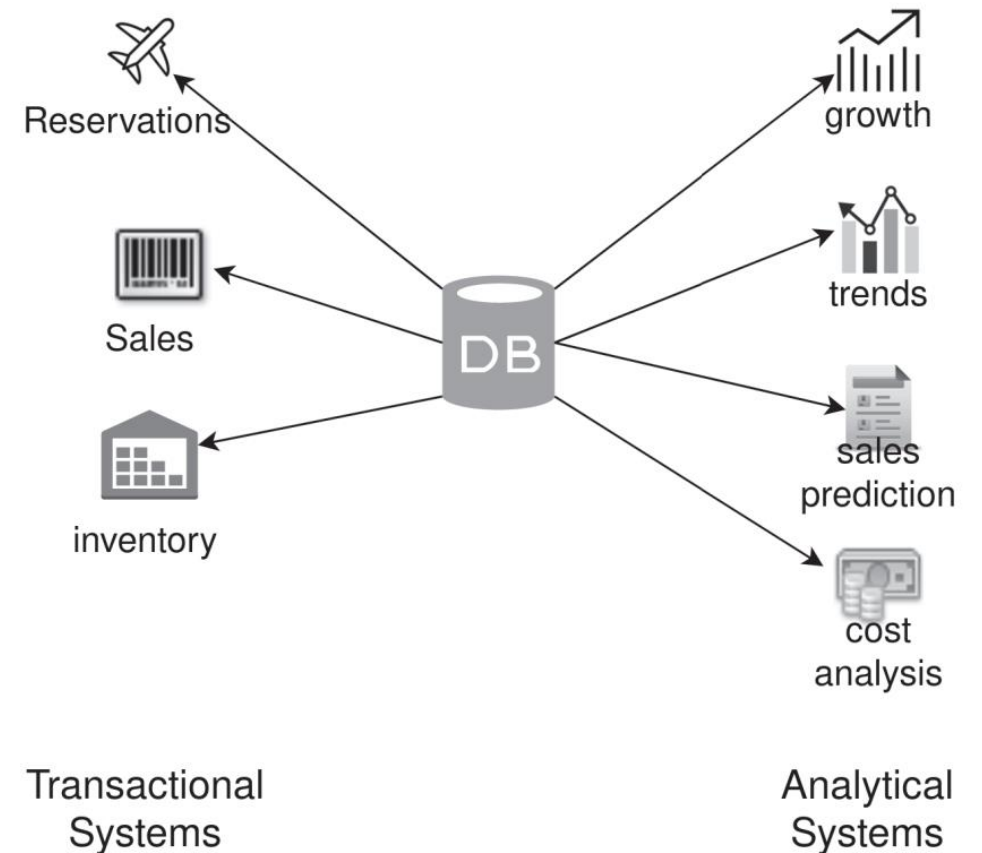 Reservations
growth
Sales
trends
DB
inventory
sales
prediction
cost
analysis
Transactional
Systems
Analytical
Systems